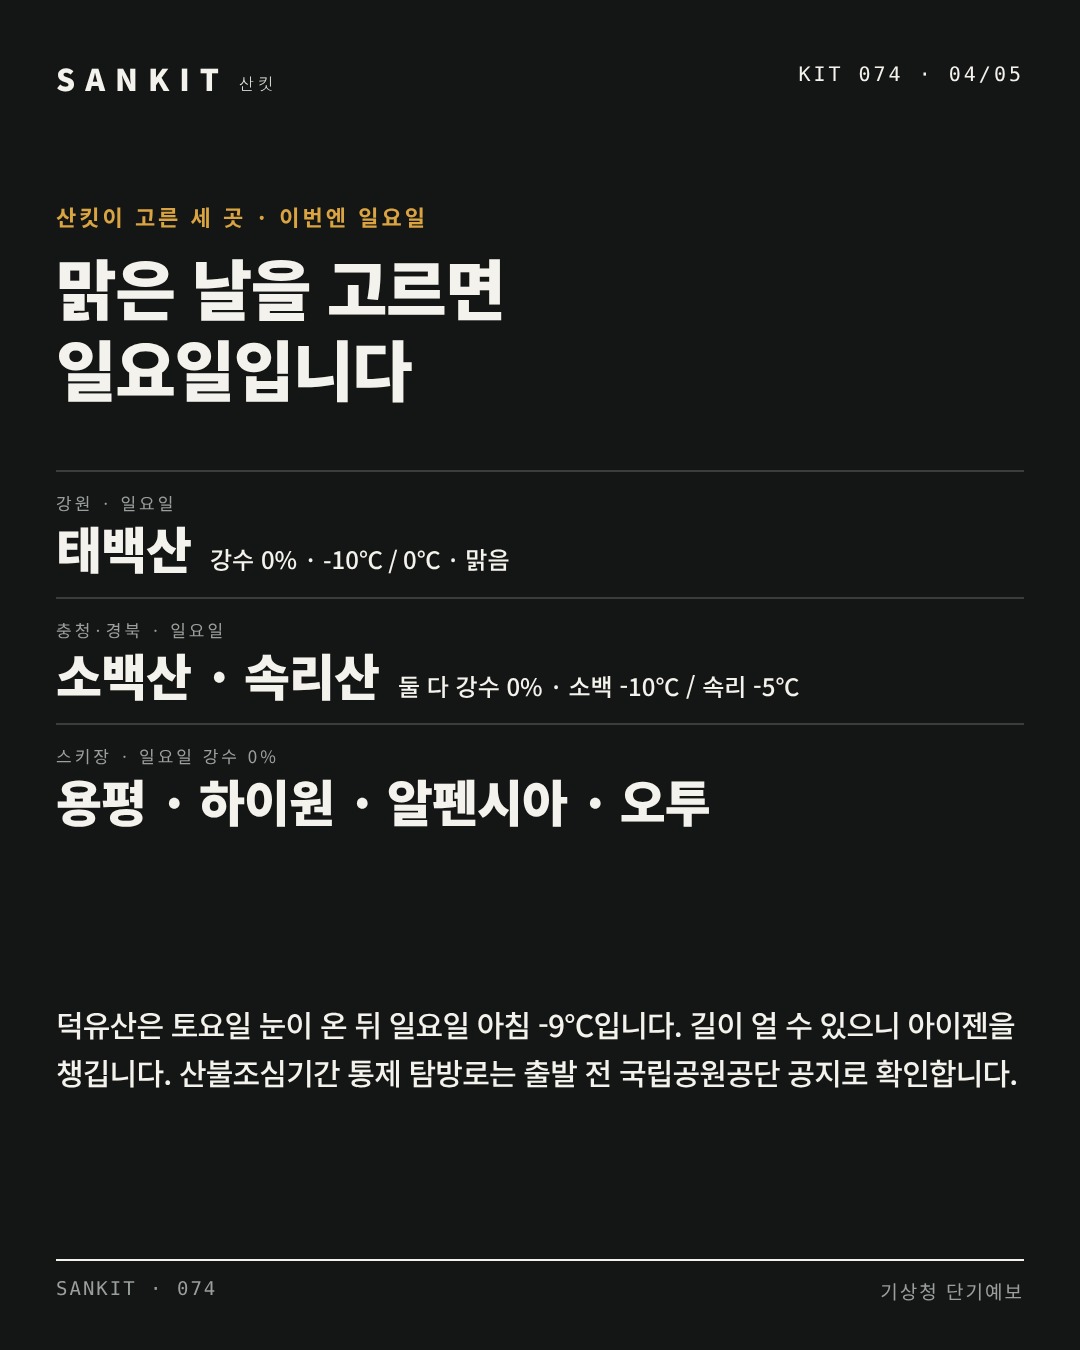 SANKIT 산킷
KIT 074 · 04/05
산킷이 고른 세 곳 · 이번엔 일요일
맑은 날을 고르면
일요일입니다
강원 · 일요일
태백산 강수 0% · -10℃ / 0℃ · 맑음
충청·경북 · 일요일
소백산 · 속리산 둘 다 강수 0% · 소백 -10℃ / 속리 -5℃
스키장 · 일요일 강수 0%
용평 · 하이원 · 알펜시아 · 오투
덕유산은 토요일 눈이 온 뒤 일요일 아침 -9℃입니다. 길이 얼 수 있으니 아이젠을
챙깁니다. 산불조심기간 통제 탐방로는 출발 전 국립공원공단 공지로 확인합니다.
SANKIT · 074
기상청 단기예보